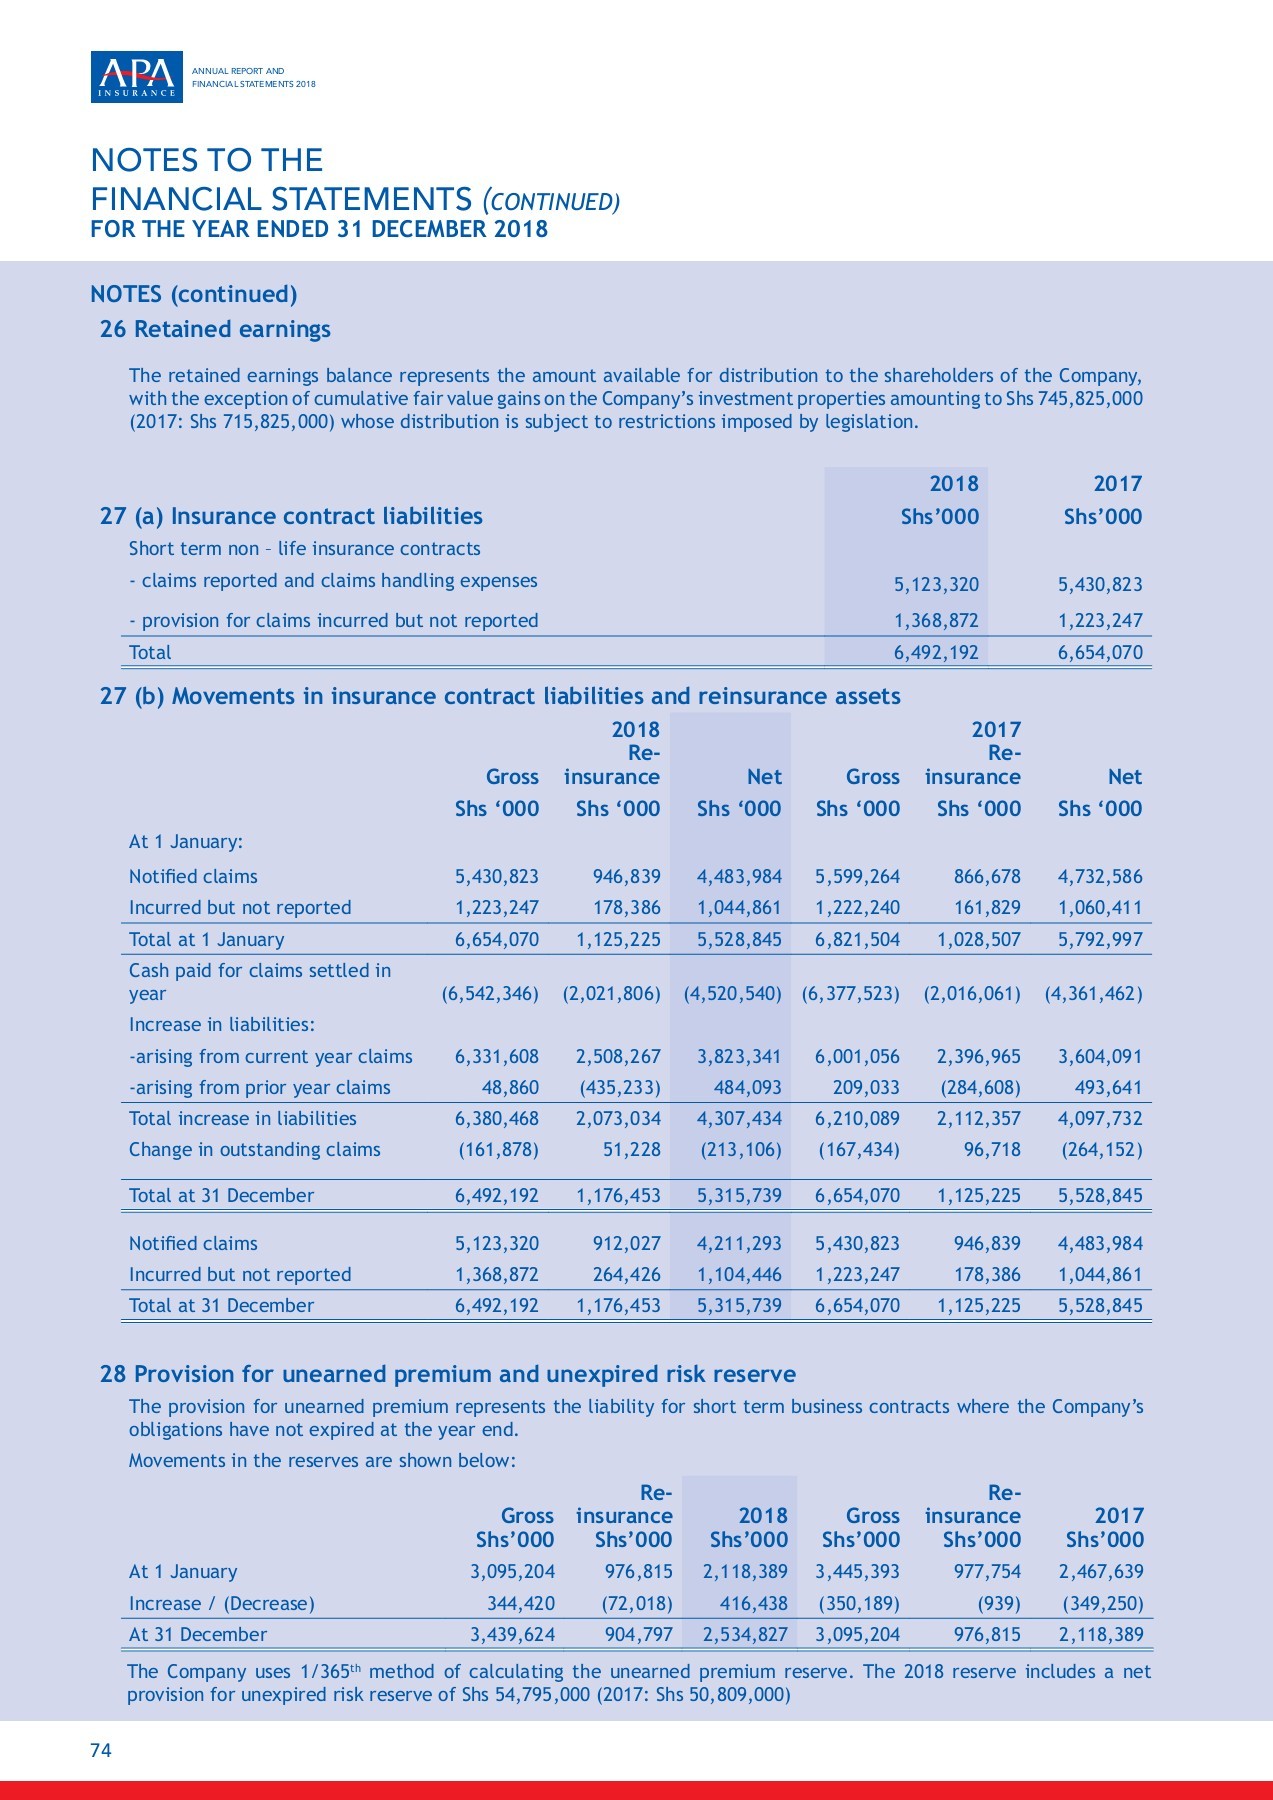 APA
INSURANCE
ANNUAL REPORT AND
FINANCIAL STATEMENTS 2018
NOTES TO THE
FINANCIAL STATEMENTS (CONTINUED)
FOR THE YEAR ENDED 31 DECEMBER 2018
NOTES (continued)
26 Retained earnings
The retained earnings balance represents the amount available for distribution to the shareholders of the Company,
with the exception of cumulative fair value gains on the Company’s investment properties amounting to Shs 745,825,000
(2017: Shs 715,825,000) whose distribution is subject to restrictions imposed by legislation.
2018 2017
27 (a) Insurance contract liabilities Shs’000 Shs’000
Short term non – life insurance contracts
- claims reported and claims handling expenses 5,123,320 5,430,823
- provision for claims incurred but not reported 1,368,872 1,223,247
Total 6,492,192 6,654,070
27 (b) Movements in insurance contract liabilities and reinsurance assets
2018 2017
Re- Re-
Gross insurance Net Gross insurance Net
Shs ‘000 Shs ‘000 Shs ‘000 Shs ‘000 Shs ‘000 Shs ‘000
At 1 January:
Notified claims 5,430,823 946,839 4,483,984 5,599,264 866,678 4,732,586
Incurred but not reported 1,223,247 178,386 1,044,861 1,222,240 161,829 1,060,411
Total at 1 January 6,654,070 1,125,225 5,528,845 6,821,504 1,028,507 5,792,997
Cash paid for claims settled in
year (6,542,346) (2,021,806) (4,520,540) (6,377,523) (2,016,061) (4,361,462)
Increase in liabilities:
-arising from current year claims 6,331,608 2,508,267 3,823,341 6,001,056 2,396,965 3,604,091
-arising from prior year claims 48,860 (435,233) 484,093 209,033 (284,608) 493,641
Total increase in liabilities 6,380,468 2,073,034 4,307,434 6,210,089 2,112,357 4,097,732
Change in outstanding claims (161,878) 51,228 (213,106) (167,434) 96,718 (264,152)
Total at 31 December 6,492,192 1,176,453 5,315,739 6,654,070 1,125,225 5,528,845
Notified claims 5,123,320 912,027 4,211,293 5,430,823 946,839 4,483,984
Incurred but not reported 1,368,872 264,426 1,104,446 1,223,247 178,386 1,044,861
Total at 31 December 6,492,192 1,176,453 5,315,739 6,654,070 1,125,225 5,528,845
28 Provision for unearned premium and unexpired risk reserve
The provision for unearned premium represents the liability for short term business contracts where the Company’s
obligations have not expired at the year end.
Movements in the reserves are shown below:
Re- Re-
Gross insurance 2018 Gross insurance 2017
Shs’000 Shs’000 Shs’000 Shs’000 Shs’000 Shs’000
At 1 January 3,095,204 976,815 2,118,389 3,445,393 977,754 2,467,639
Increase / (Decrease) 344,420 (72,018) 416,438 (350,189) (939) (349,250)
At 31 December 3,439,624 904,797 2,534,827 3,095,204 976,815 2,118,389
The Company uses 1/365th method of calculating the unearned premium reserve. The 2018 reserve includes a net
provision for unexpired risk reserve of Shs 54,795,000 (2017: Shs 50,809,000)
74